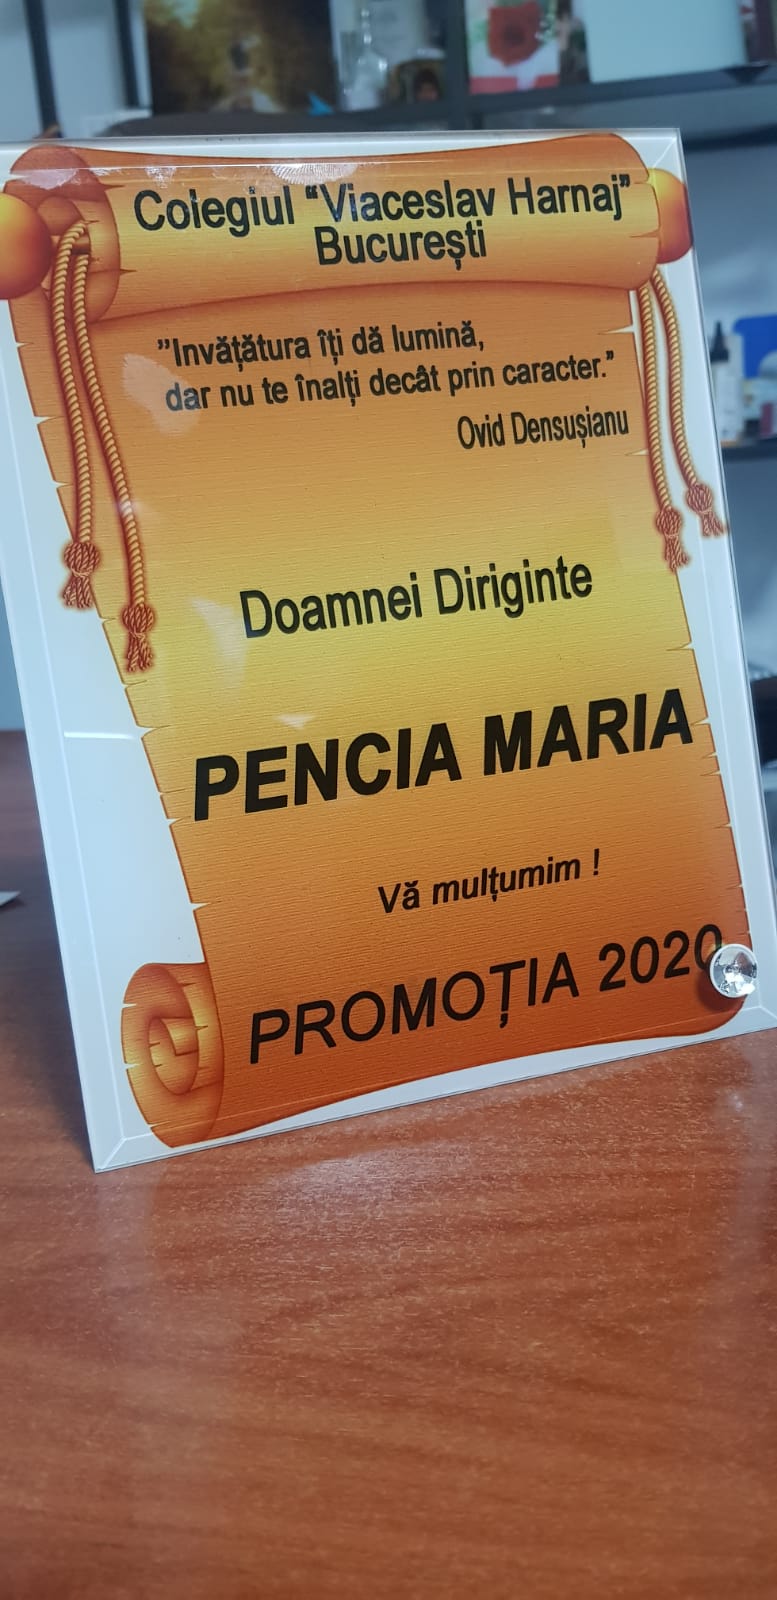 Colegiul “Viaceslav Harnaj”
București
”Invățătura îți dă lumină,
dar nu te înalți decât prin caracter.”
Ovid Densușianu
Doamnei Diriginte
PENCIA MARIA
Vă mulțumim !
PROMOȚIA 2020